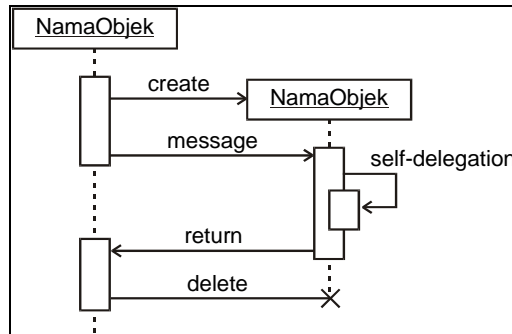 NamaObjek
create
NamaObjek
message
self-delegation
return
delete